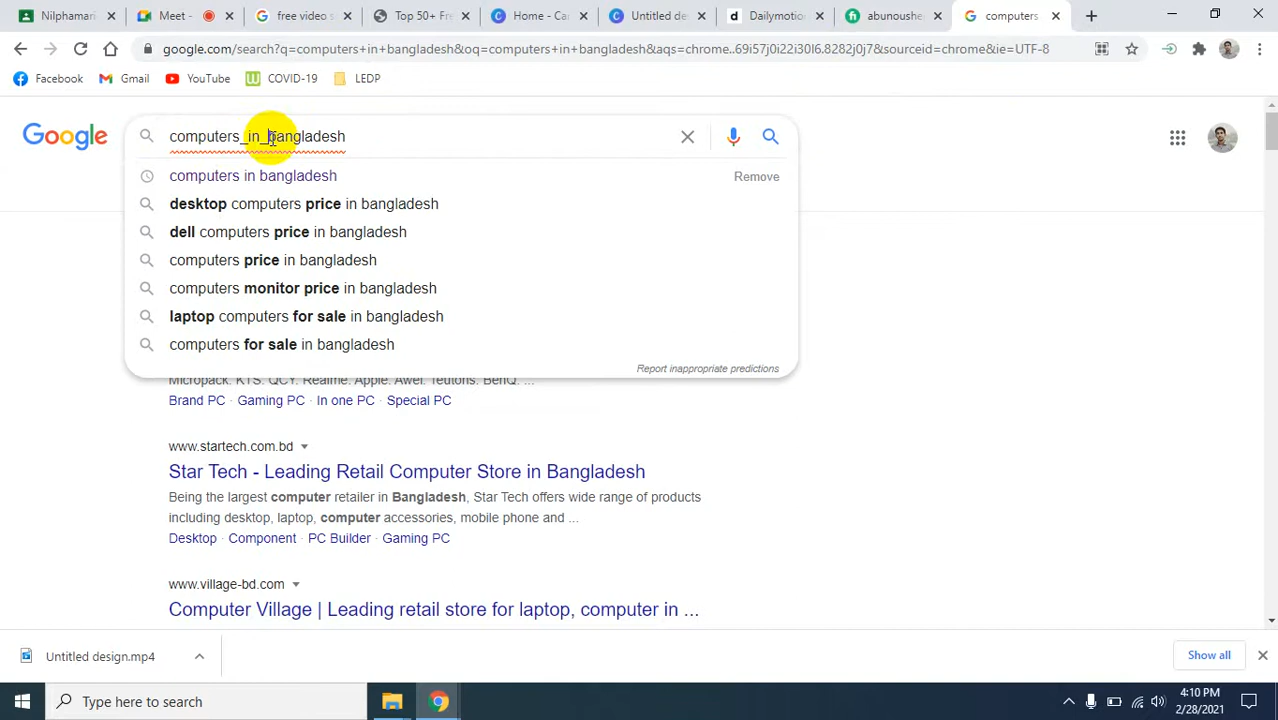 Nilphamari
Meet -
free video s
Top 50+ Fre
Home - Can
Untitled des
Dailymotion
abunoushe
computers
google.com/search?q=computers+in+bangladesh&oq=computers+in+bangladesh&aqs=chrome..69i57j0i22i30l6.8282j0j7&sourceid=chrome&ie=UTF-8
Facebook
Gmail
YouTube
COVID-19
LEDP
Google
computers_in_bangladesh
computers in bangladesh
Remove
desktop computers price in bangladesh
dell computers price in bangladesh
computers price in bangladesh
computers monitor price in bangladesh
laptop computers for sale in bangladesh
computers for sale in bangladesh
Report inappropriate predictions
Micropack. KTS. QCY. Realme. Apple. Awei. Teutons. BenQ. ...
Brand PC · Gaming PC · In one PC · Special PC
www.startech.com.bd
Star Tech - Leading Retail Computer Store in Bangladesh
Being the largest computer retailer in Bangladesh, Star Tech offers wide range of products
including desktop, laptop, computer accessories, mobile phone and ...
Desktop · Component · PC Builder · Gaming PC
www.village-bd.com
Computer Village | Leading retail store for laptop, computer in ...
Untitled design.mp4
Show all
Type here to search
4:10 PM
2/28/2021